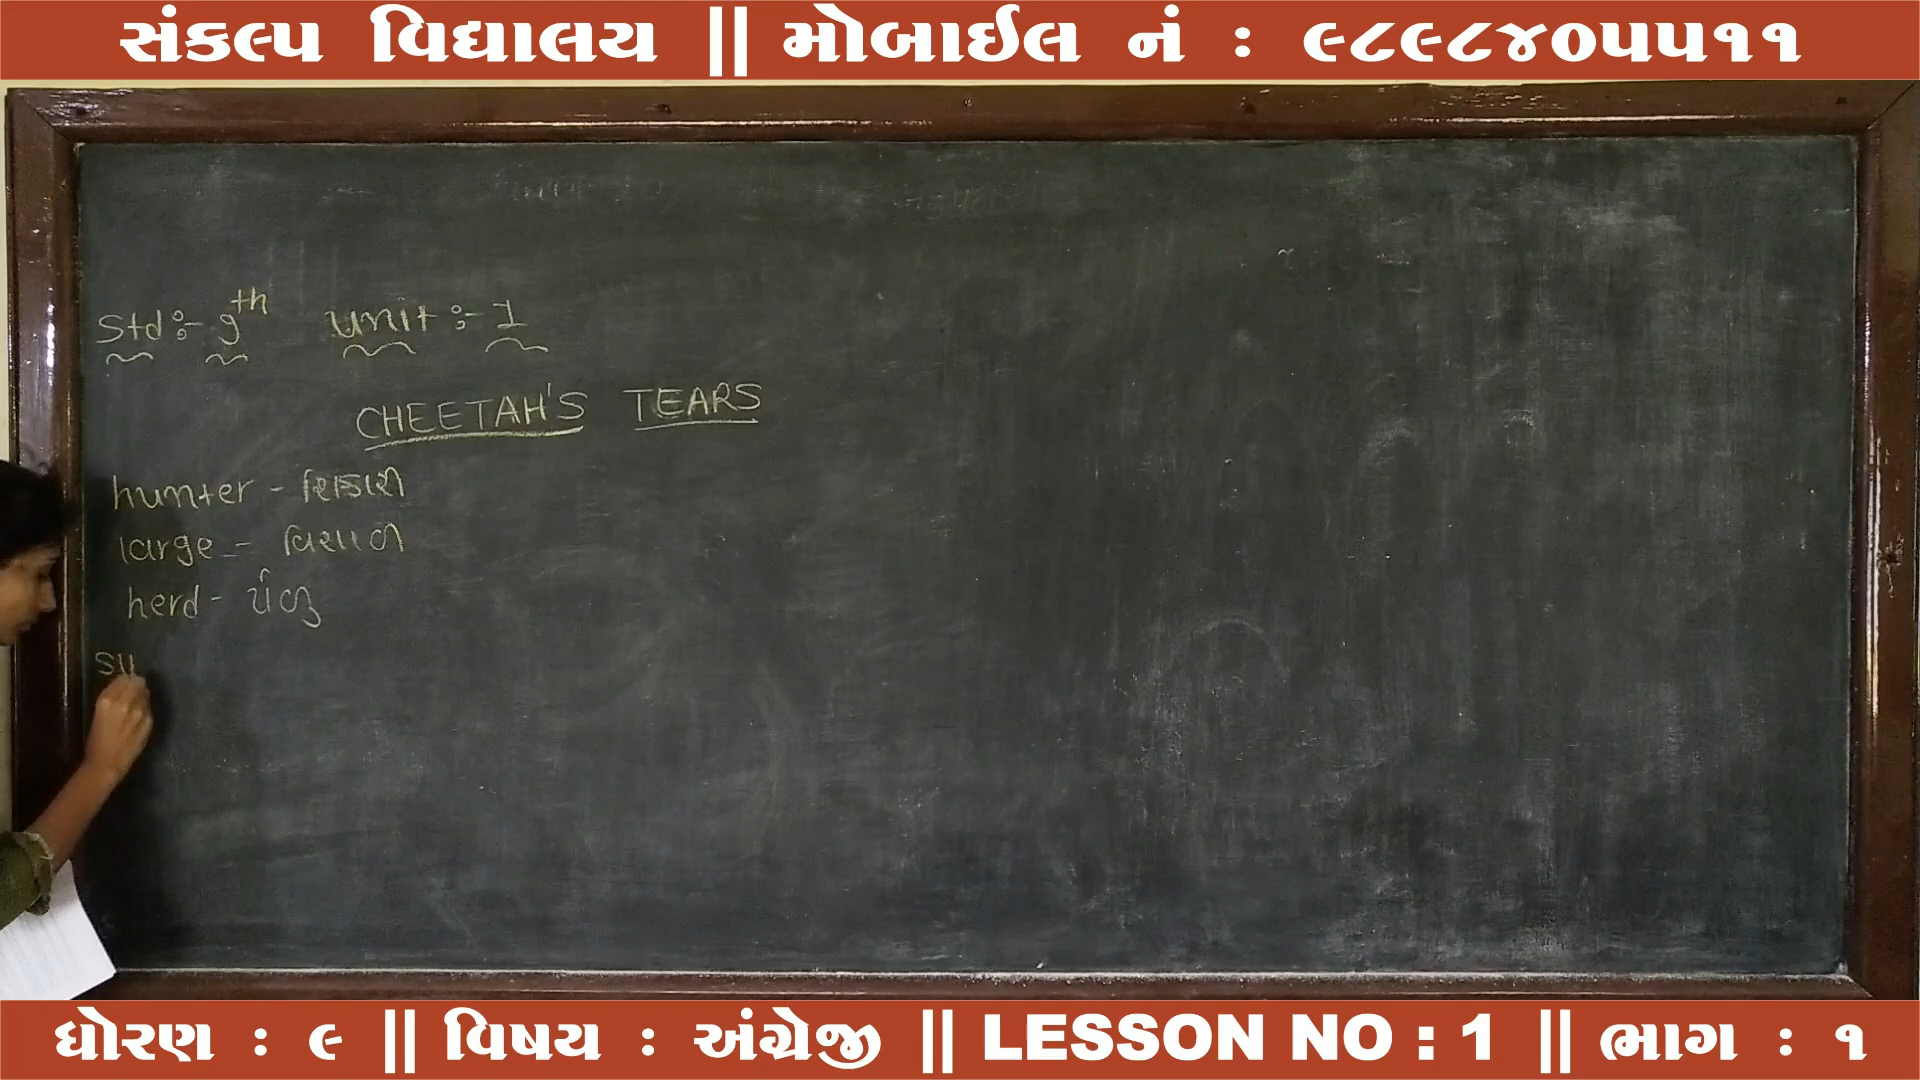 સંકલ્પ વિદ્યાલય || મોબાઈલ નં : ૯૮૯૮૪૦૫૫૧૧
Std :- 9th unit :- 1
CHEETAH'S TEARS
hunter - શિકારી
large - વિશાળ
herd - ટોળું
su
ધોરણ : ૯ || વિષય : અંગ્રેજી || LESSON NO : 1 || ભાગ : ૧